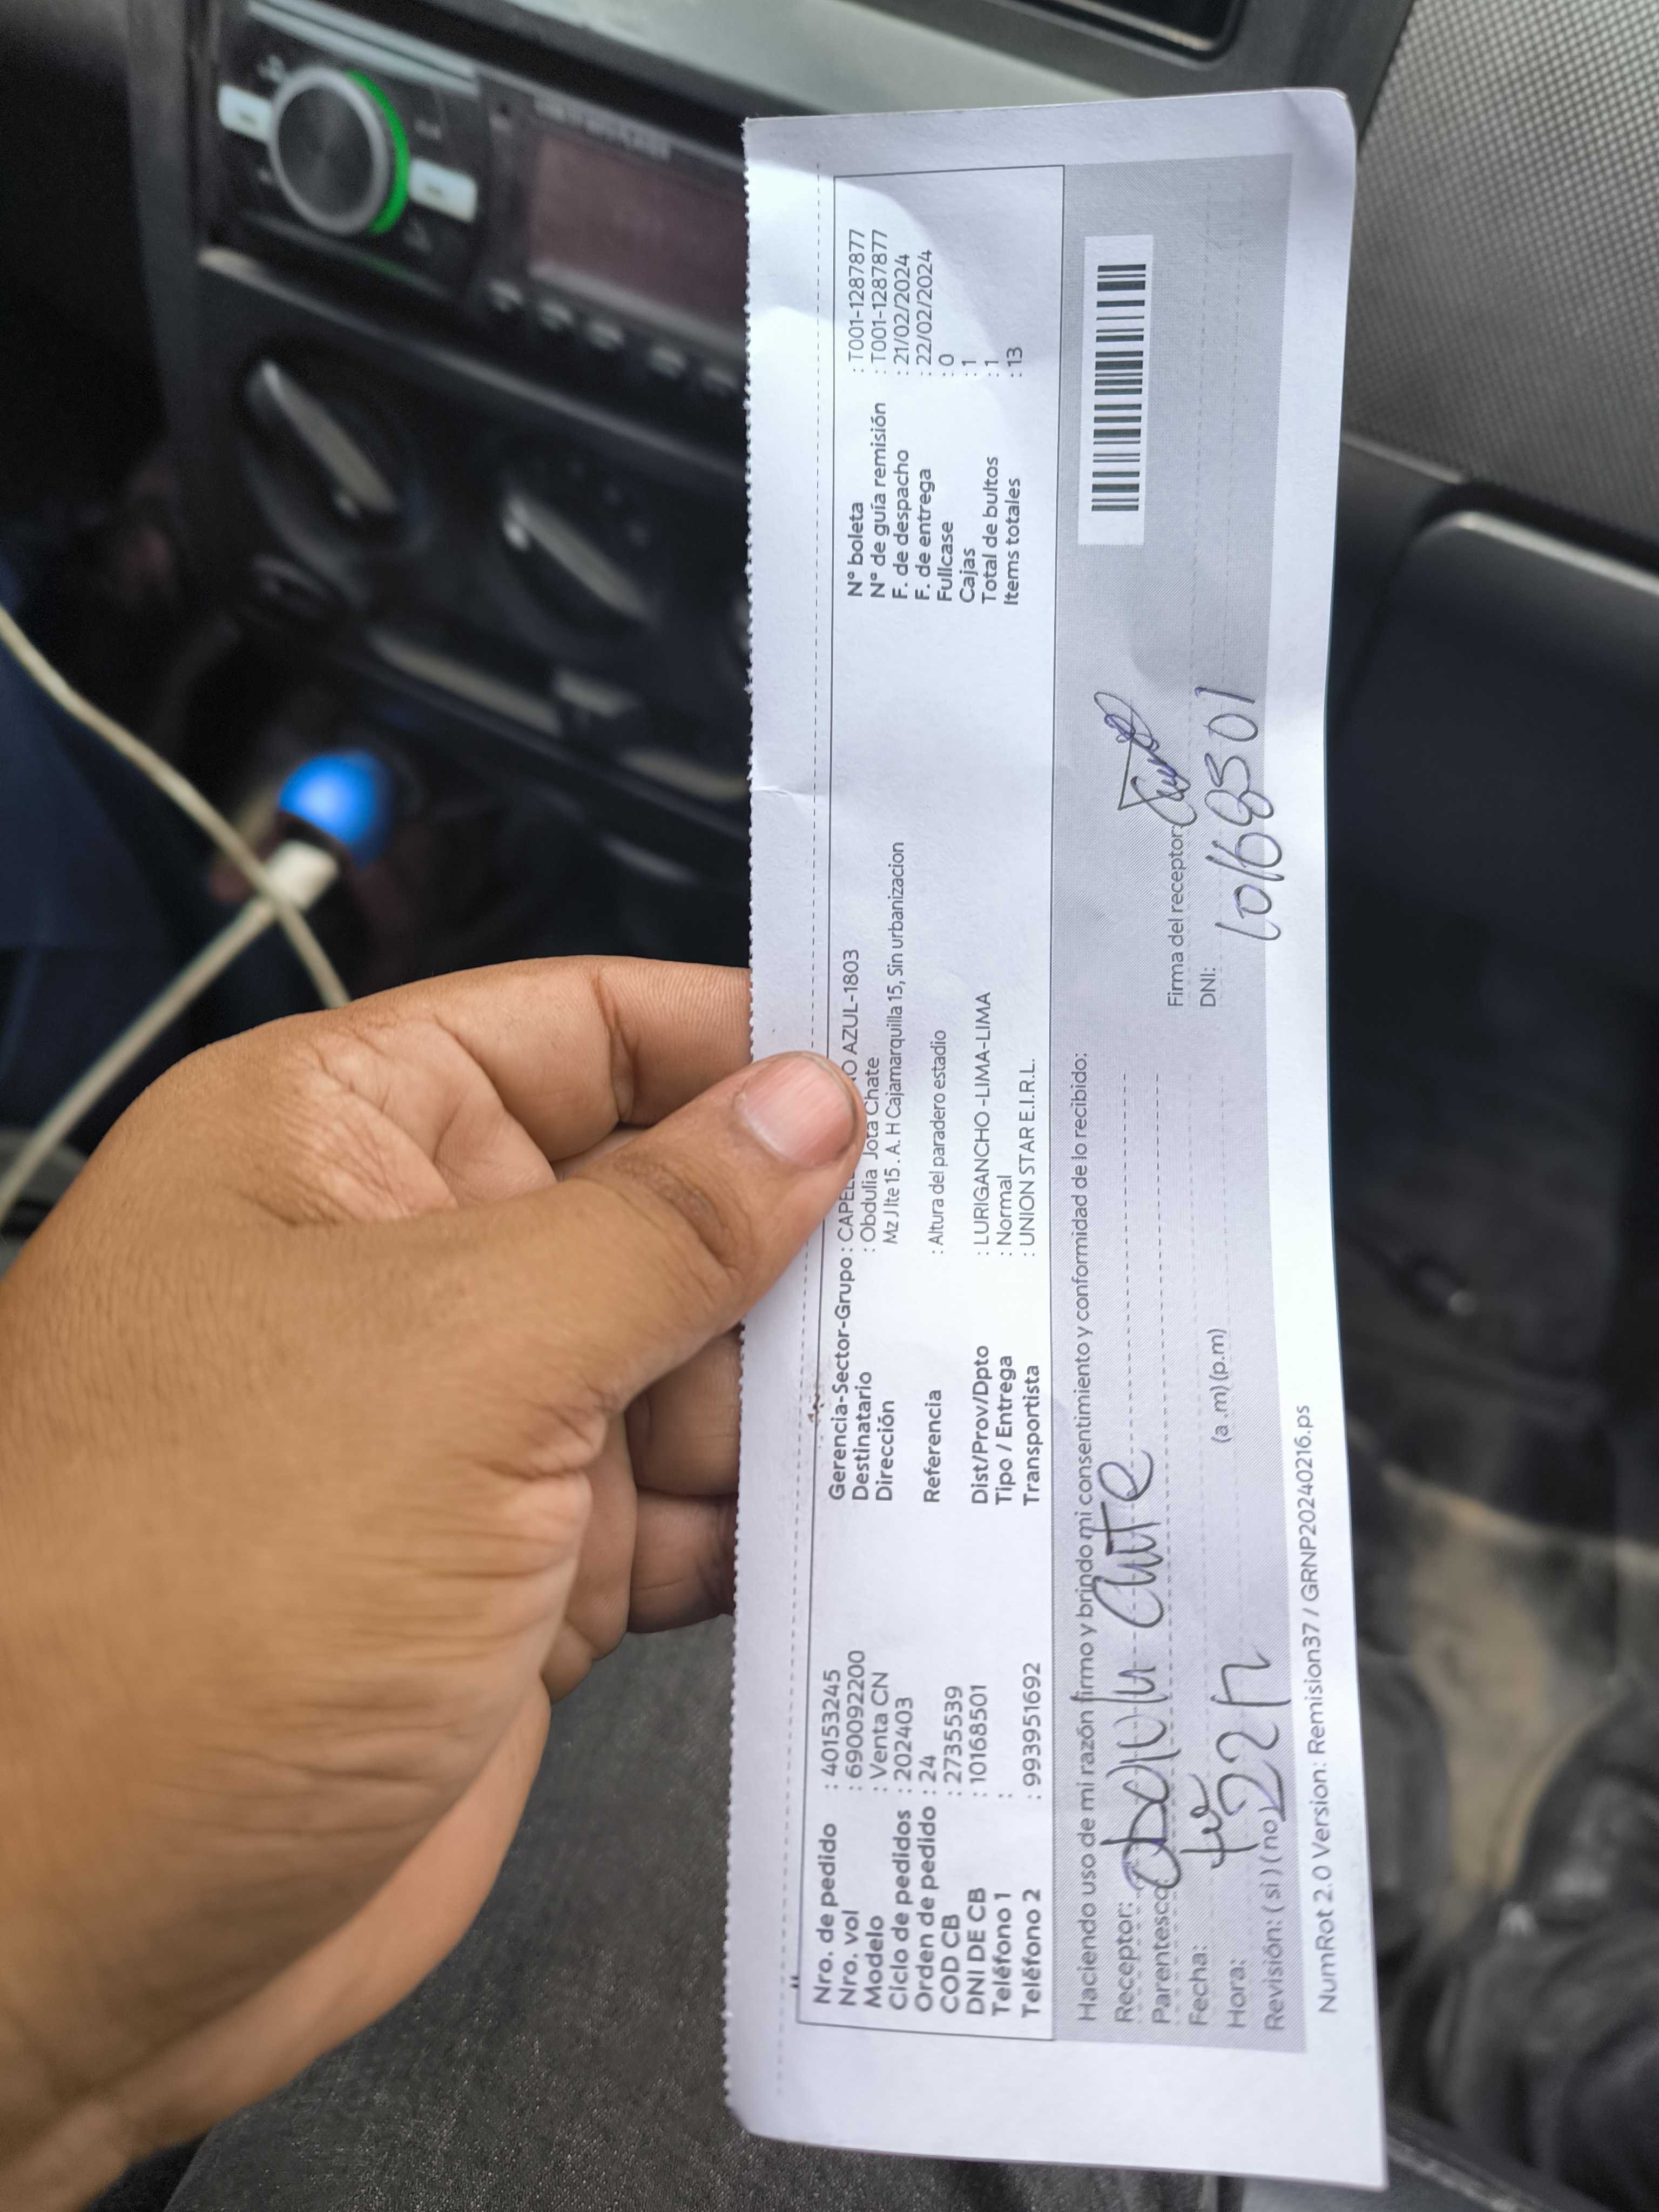 Nro. de pedido : 40153245
Nro. vol : 690092200
Modelo : Venta CN
Ciclo de pedidos : 202403
Orden de pedido : 24
COD CB : 2735539
DNI DE CB : 10168501
Teléfono 1 :
Teléfono 2 : 993951692
Gerencia-Sector-Grupo : CAPEL O AZUL-1803
Destinatario : Obdulia Jota Chate
Dirección Mz J lte 15 . A. H Cajamarquilla 15, Sin urbanizacion
Referencia : Altura del paradero estadio
Dist/Prov/Dpto : LURIGANCHO -LIMA-LIMA
Tipo / Entrega : Normal
Transportista : UNION STAR E.I.R.L.
N° boleta : T001-1287877
N° de guía remisión : T001-1287877
F. de despacho : 21/02/2024
F. de entrega : 22/02/2024
Fullcase : 0
Cajas : 1
Total de bultos : 1
Items totales : 13
Haciendo uso de mi razón firmo y brindo mi consentimiento y conformidad de lo recibido:
Receptor:
Parentesco
Fecha:
Hora: (a .m) (p.m)
Revisión: ( si ) ( no )
Firma del receptor:
DNI: 10168501
NumRot 2.0 Version: Remision37 / GRNP20240216.ps